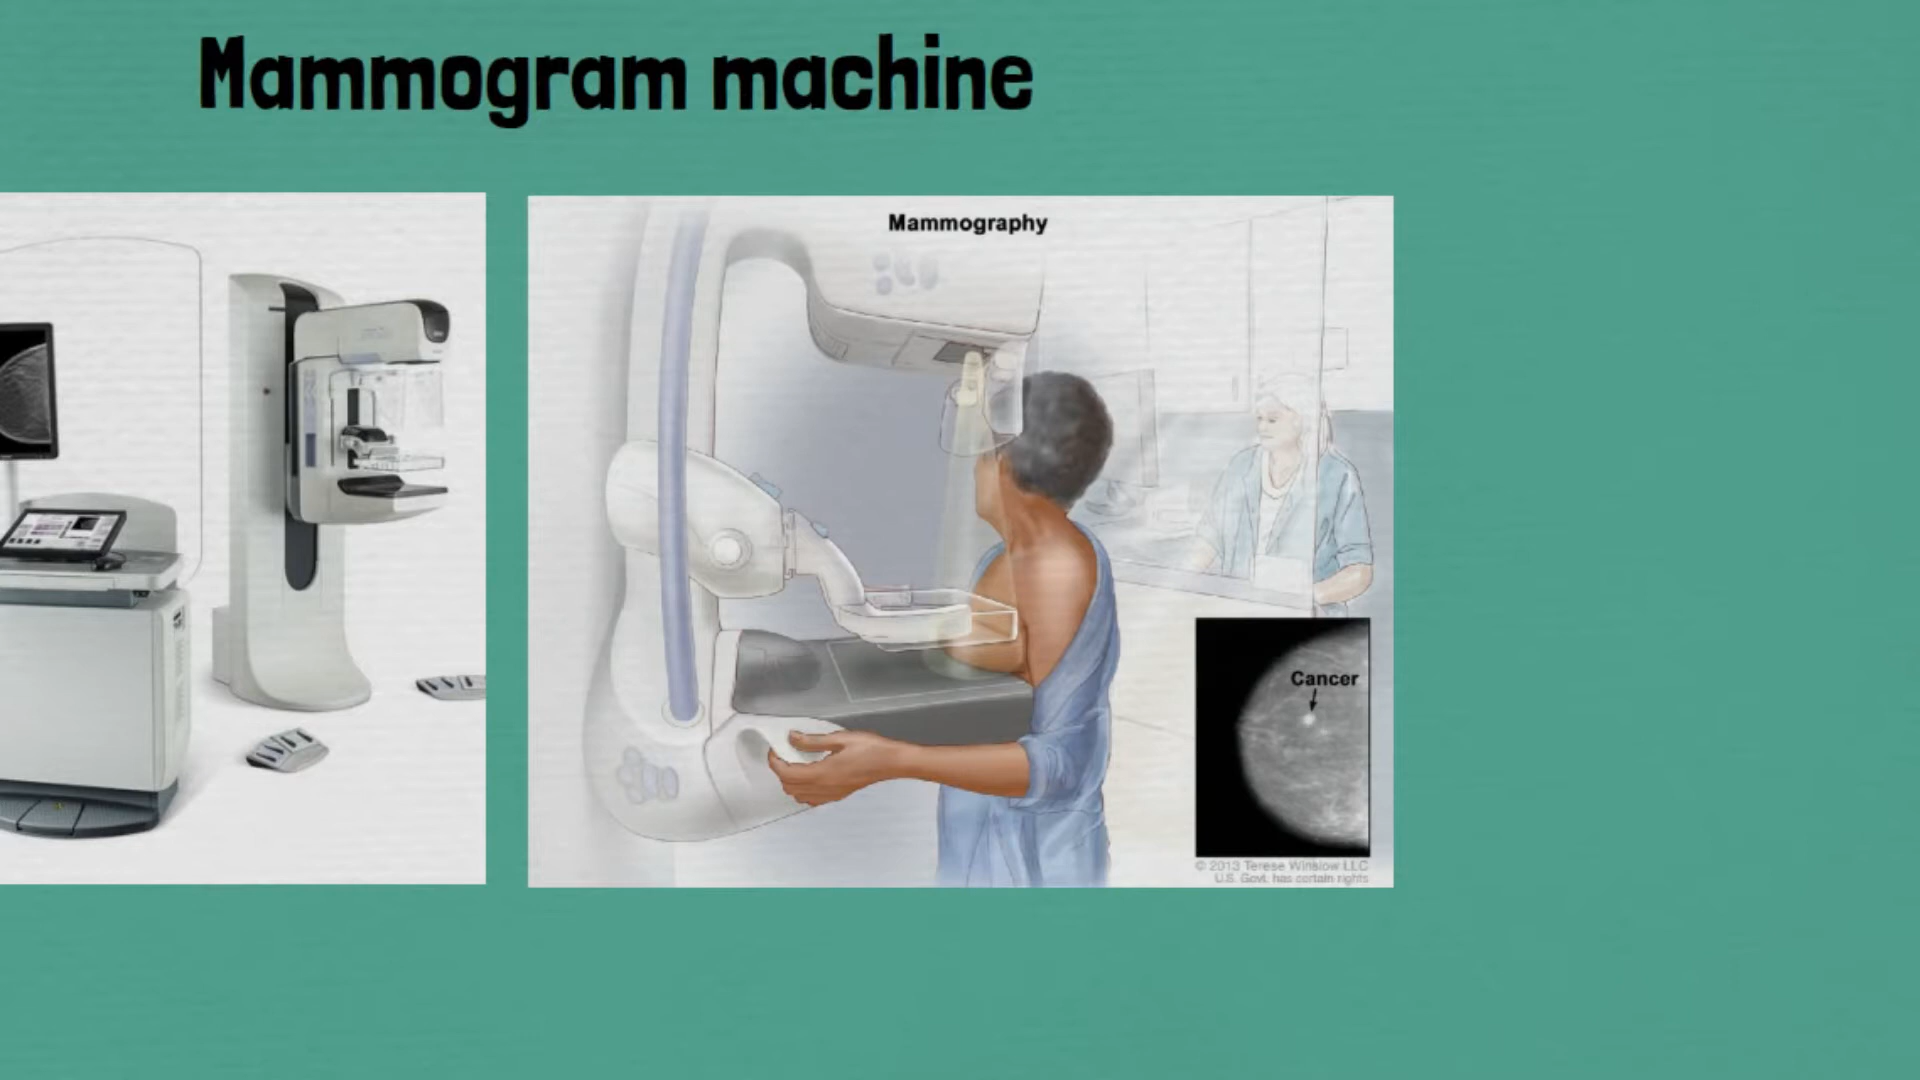 Mammogram machine
Mammography
Cancer
© 2013 Terese Winslow LLC
U.S. Govt. has certain rights